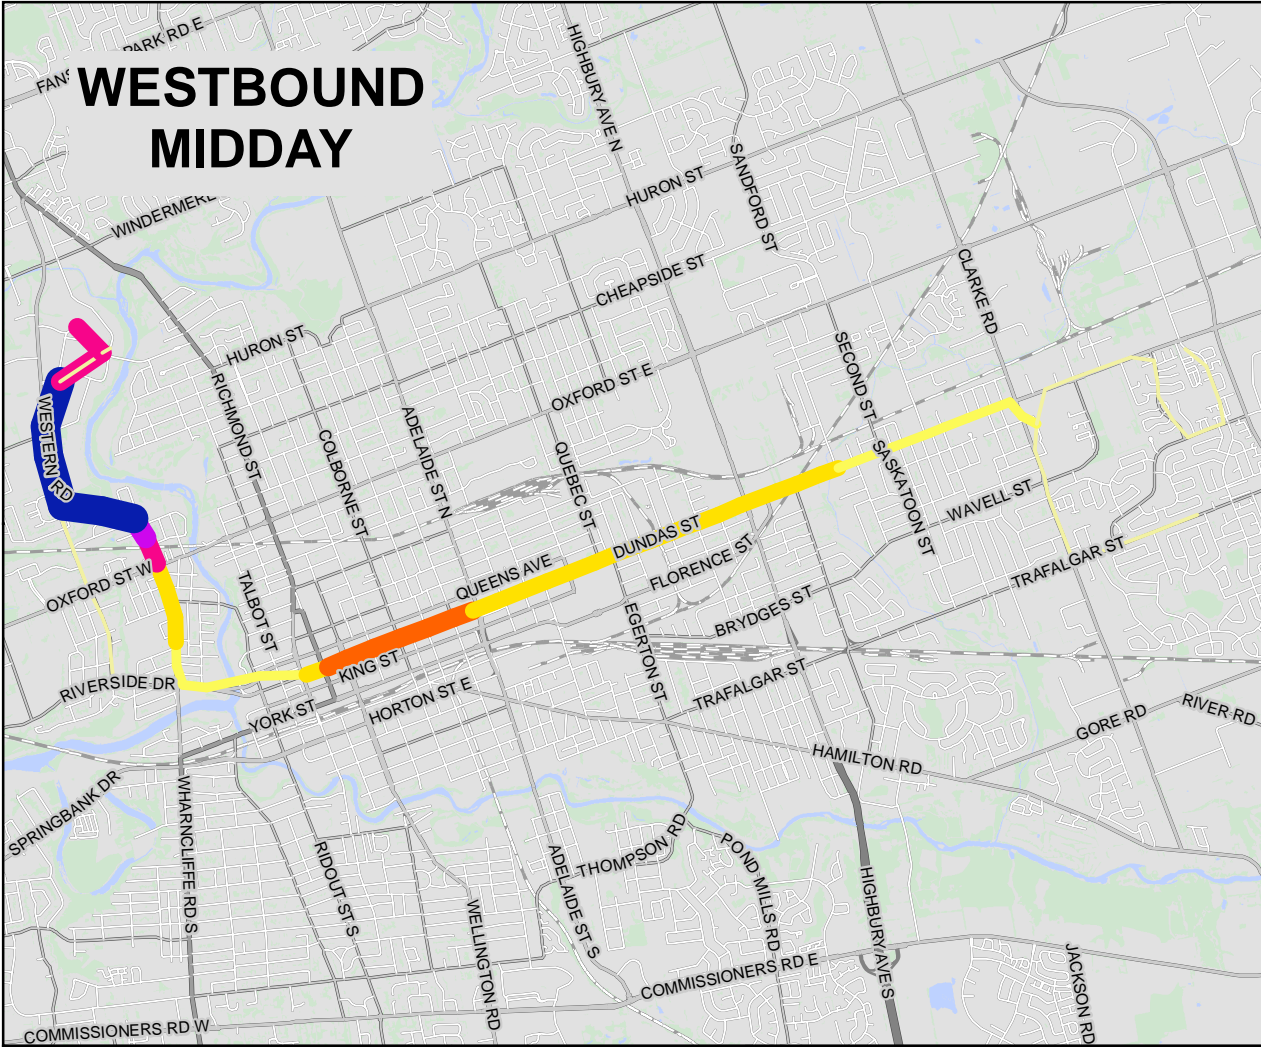 PARK RD E
FANS
WESTBOUND
MIDDAY
HIGHBURY AVE N
SANDFORD ST
HURON ST
WINDERMERE
CHEAPSIDE ST
CLARKE RD
HURON ST
OXFORD ST E
SECOND ST
RICHMOND ST
WESTERN RD
COLBORNE ST
ADELAIDE ST N
QUEBEC ST
SASKATOON ST
WAVELL ST
DUNDAS ST
FLORENCE ST
TRAFALGAR ST
QUEENS AVE
OXFORD ST W
TALBOT ST
BRYDGES ST
EGERTON ST
KING ST
RIVERSIDE DR
TRAFALGAR ST
HORTON ST E
YORK ST
RIVER RD
GORE RD
HAMILTON RD
SPRINGBANK DR
WHARNCLIFFE RD S
RIDOUT ST S
ADELAIDE ST S
THOMPSON RD
POND MILLS RD
HIGHBURY AVE S
WELLINGTON RD
COMMISSIONERS RD E
JACKSON RD
COMMISSIONERS RD W